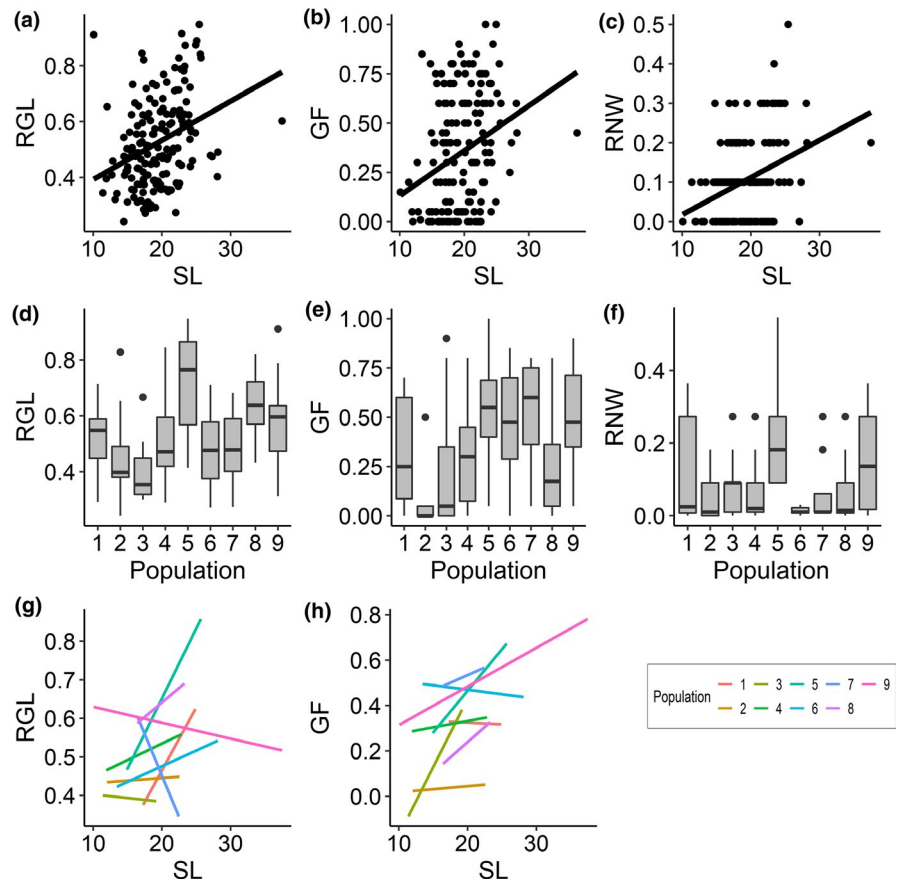 (a)
RGL
0.8
0.6
0.4
10 20 30
SL
(b)
GF
1.00
0.75
0.50
0.25
0.00
10 20 30
SL
(c)
RNW
0.5
0.4
0.3
0.2
0.1
0.0
10 20 30
SL
(d)
RGL
0.8
0.6
0.4
1 2 3 4 5 6 7 8 9
Population
(e)
GF
1.00
0.75
0.50
0.25
0.00
1 2 3 4 5 6 7 8 9
Population
(f)
RNW
0.4
0.2
0.0
1 2 3 4 5 6 7 8 9
Population
(g)
RGL
0.8
0.7
0.6
0.5
0.4
10 20 30
SL
(h)
GF
0.8
0.6
0.4
0.2
0.0
10 20 30
SL
Population
1 3 5 7 9
2 4 6 8